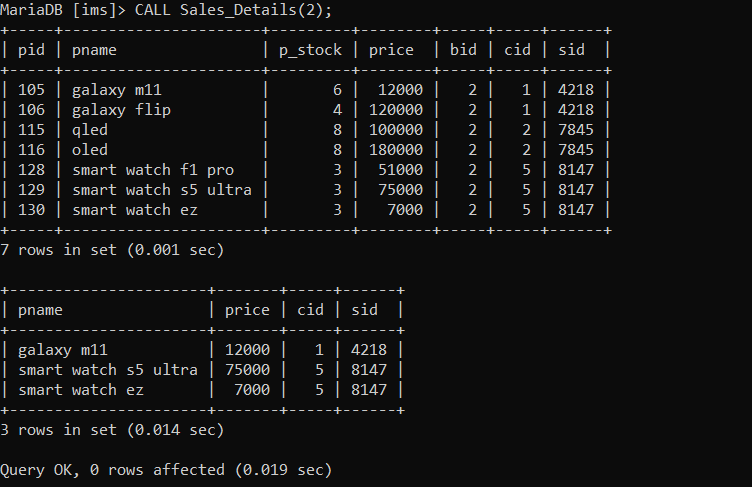 MariaDB [ims]> CALL Sales_Details(2);
+-----+----------------------+---------+--------+-----+-----+------+
| pid | pname                | p_stock | price  | bid | cid | sid  |
+-----+----------------------+---------+--------+-----+-----+------+
| 105 | galaxy m11           |       6 |  12000 |   2 |   1 | 4218 |
| 106 | galaxy flip          |       4 | 120000 |   2 |   1 | 4218 |
| 115 | qled                 |       8 | 100000 |   2 |   2 | 7845 |
| 116 | oled                 |       8 | 180000 |   2 |   2 | 7845 |
| 128 | smart watch f1 pro   |       3 |  51000 |   2 |   5 | 8147 |
| 129 | smart watch s5 ultra |       3 |  75000 |   2 |   5 | 8147 |
| 130 | smart watch ez       |       3 |   7000 |   2 |   5 | 8147 |
+-----+----------------------+---------+--------+-----+-----+------+
7 rows in set (0.001 sec)

+----------------------+-------+-----+------+
| pname                | price | cid | sid  |
+----------------------+-------+-----+------+
| galaxy m11           | 12000 |   1 | 4218 |
| smart watch s5 ultra | 75000 |   5 | 8147 |
| smart watch ez       |  7000 |   5 | 8147 |
+----------------------+-------+-----+------+
3 rows in set (0.014 sec)

Query OK, 0 rows affected (0.019 sec)